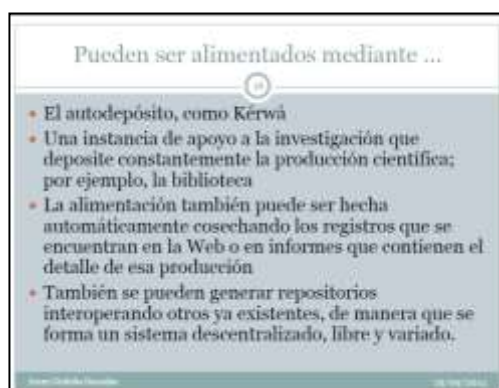 Pueden ser alimentados mediante ...
• El autodepósito, como Kérwá
• Una instancia de apoyo a la investigación que
deposite constantemente la producción científica;
por ejemplo, la biblioteca
• La alimentación también puede ser hecha
automáticamente cosechando los registros que se
encuentran en la Web o en informes que contienen el
detalle de esa producción
• También se pueden generar repositorios
interoperando otros ya existentes, de manera que se
forma un sistema descentralizado, libre y variado.